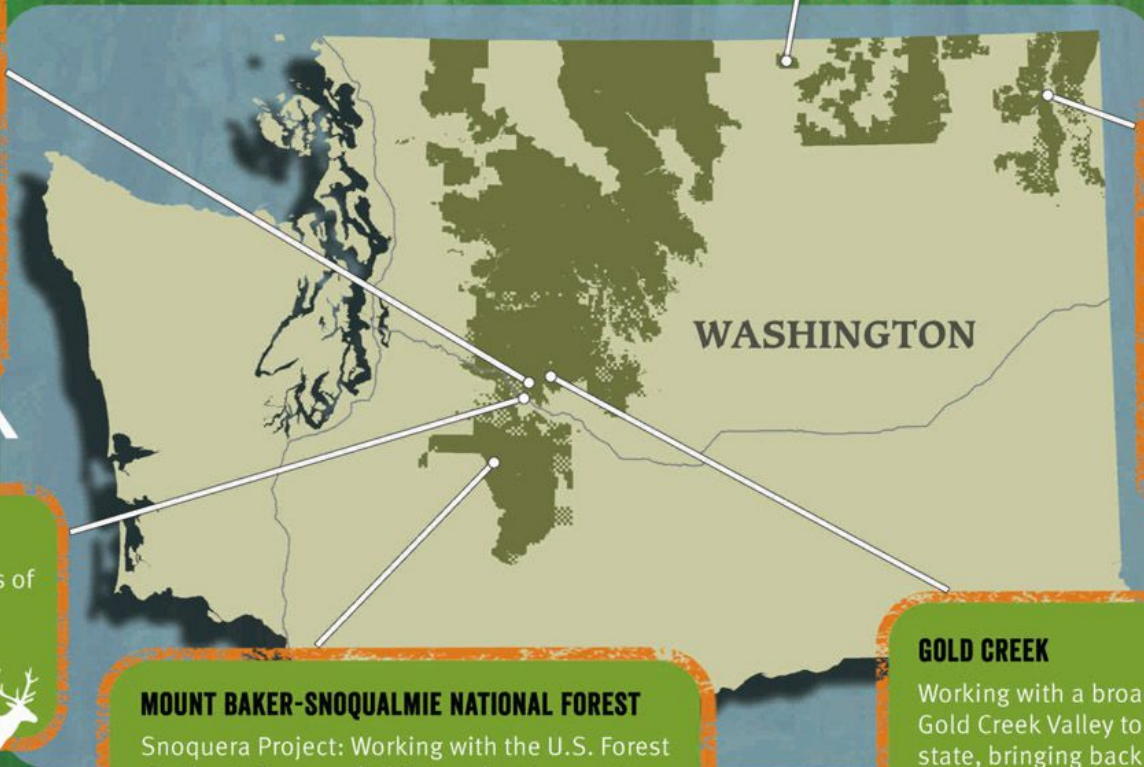 WASHINGTON
s of
MOUNT BAKER-SNOQUALMIE NATIONAL FOREST
Snoquera Project: Working with the U.S. Forest
GOLD CREEK
Working with a broa
Gold Creek Valley to
state, bringing back